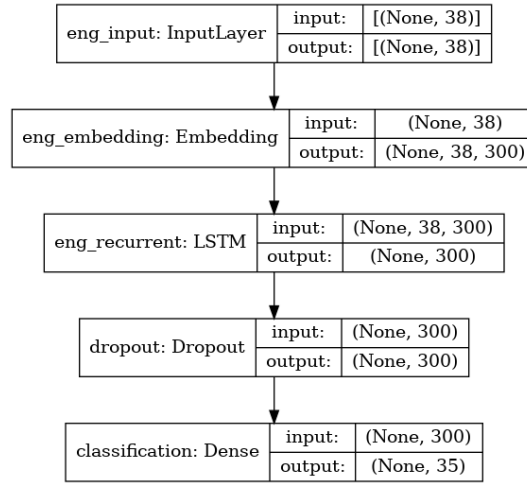 eng_input: InputLayer
input: [(None, 38)]
output: [(None, 38)]
eng_embedding: Embedding
input: (None, 38)
output: (None, 38, 300)
eng_recurrent: LSTM
input: (None, 38, 300)
output: (None, 300)
dropout: Dropout
input: (None, 300)
output: (None, 300)
classification: Dense
input: (None, 300)
output: (None, 35)